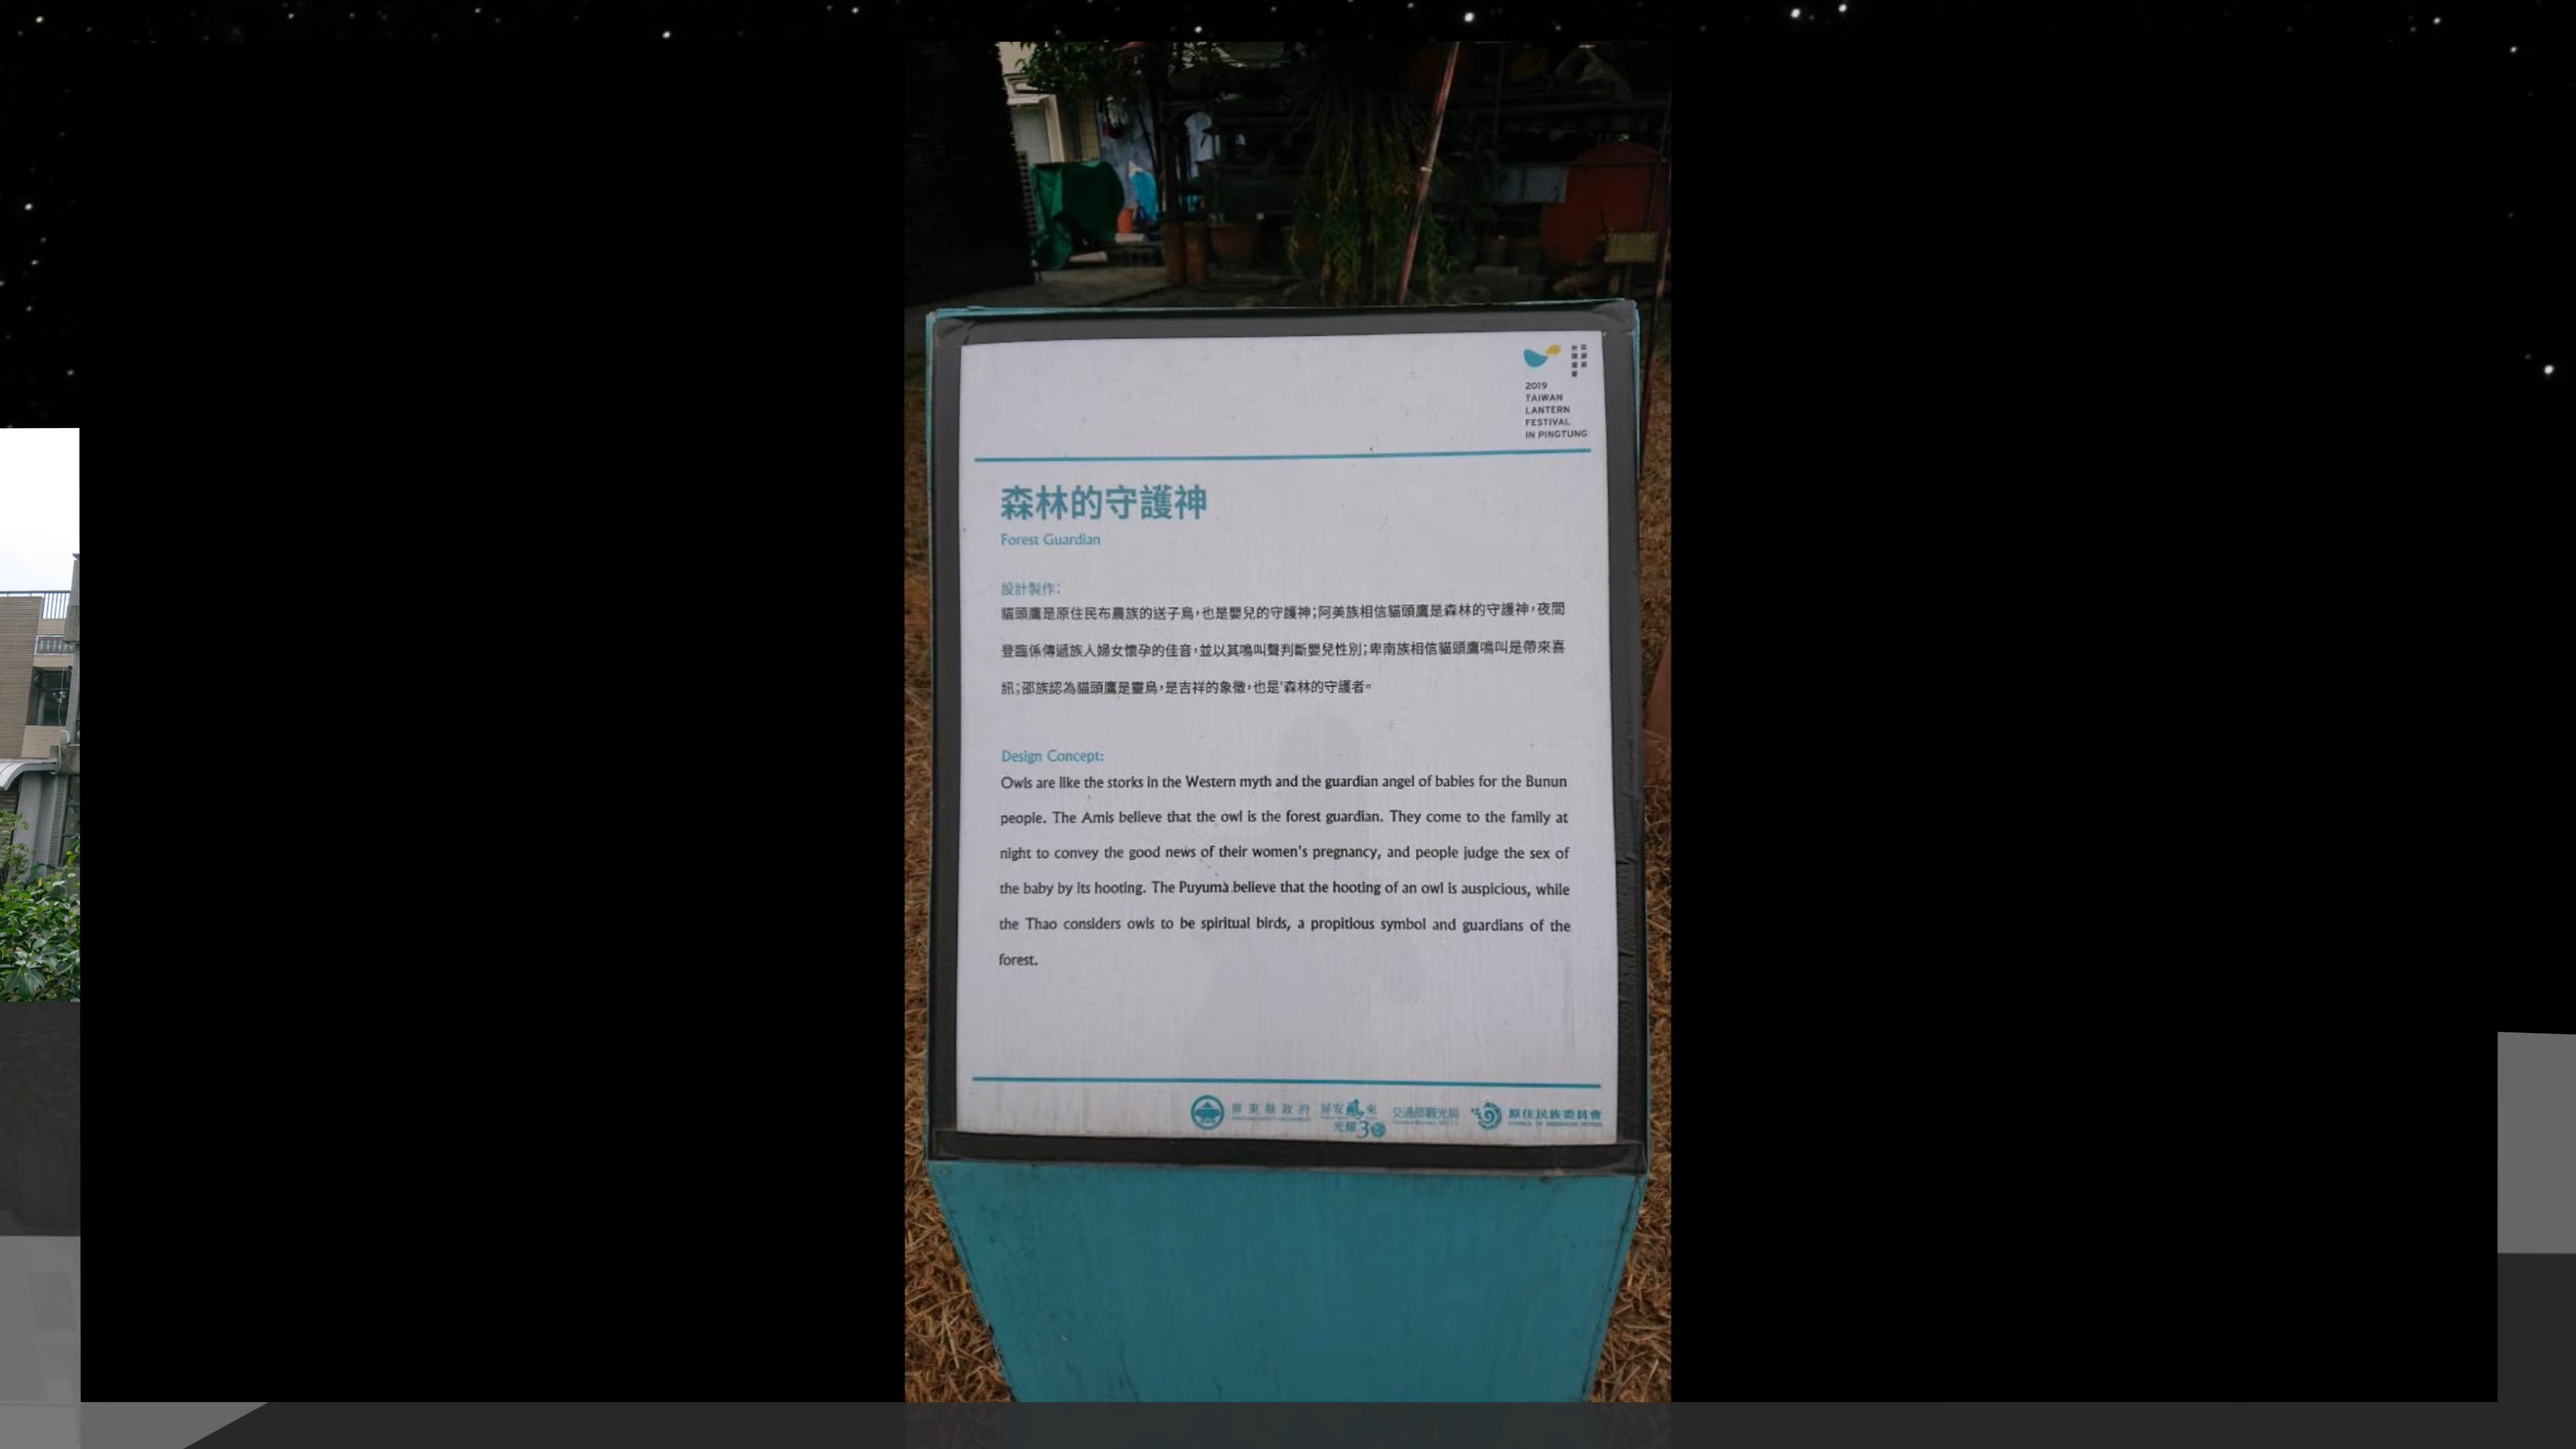 台灣燈會
在屏東
2019
TAIWAN
LANTERN
FESTIVAL
IN PINGTUNG
森林的守護神
Forest Guardian
設計製作:
貓頭鷹是原住民布農族的送子鳥,也是嬰兒的守護神;阿美族相信貓頭鷹是森林的守護神,夜間
登臨係傳遞族人婦女懷孕的佳音,並以其鳴叫聲判斷嬰兒性別;卑南族相信貓頭鷹鳴叫是帶來喜
訊;邵族認為貓頭鷹是靈鳥,是吉祥的象徵,也是'森林的守護者。
Design Concept:
Owls are like the storks in the Western myth and the guardian angel of babies for the Bunun
people. The Amis believe that the owl is the forest guardian. They come to the family at
night to convey the good news of their women's pregnancy, and people judge the sex of
the baby by its hooting. The Puyuma believe that the hooting of an owl is auspicious, while
the Thao considers owls to be spiritual birds, a propitious symbol and guardians of the
forest.
屏東縣政府
交通部觀光局
原住民族委員會
光耀30